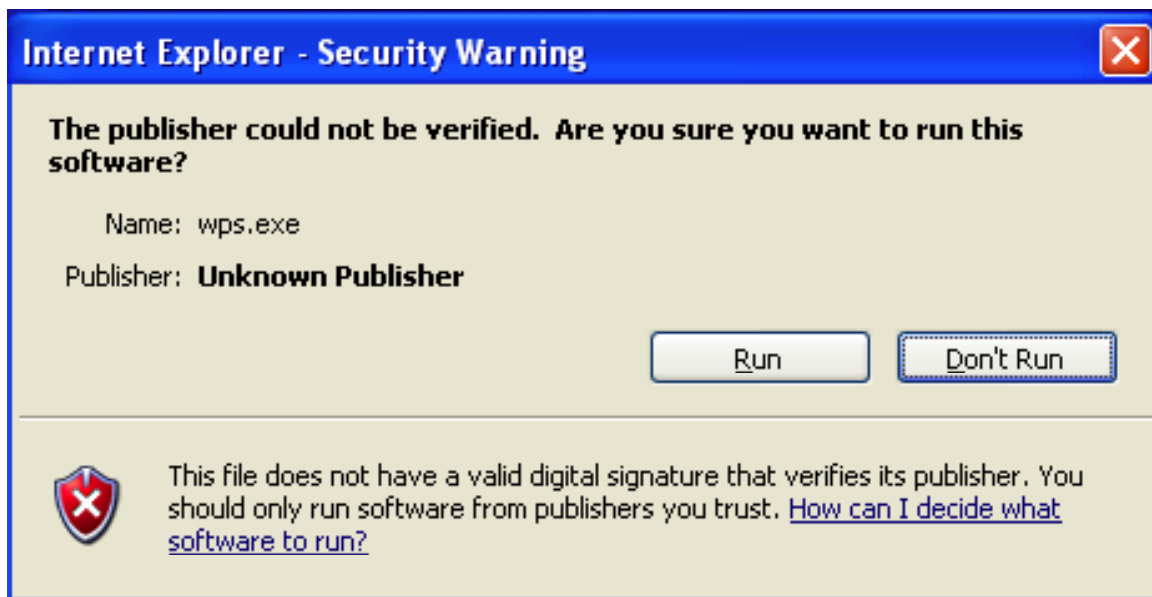 Internet Explorer - Security Warning
The publisher could not be verified.  Are you sure you want to run this
software?
Name: wps.exe
Publisher: Unknown Publisher
Run Don't Run
This file does not have a valid digital signature that verifies its publisher. You
should only run software from publishers you trust. How can I decide what
software to run?